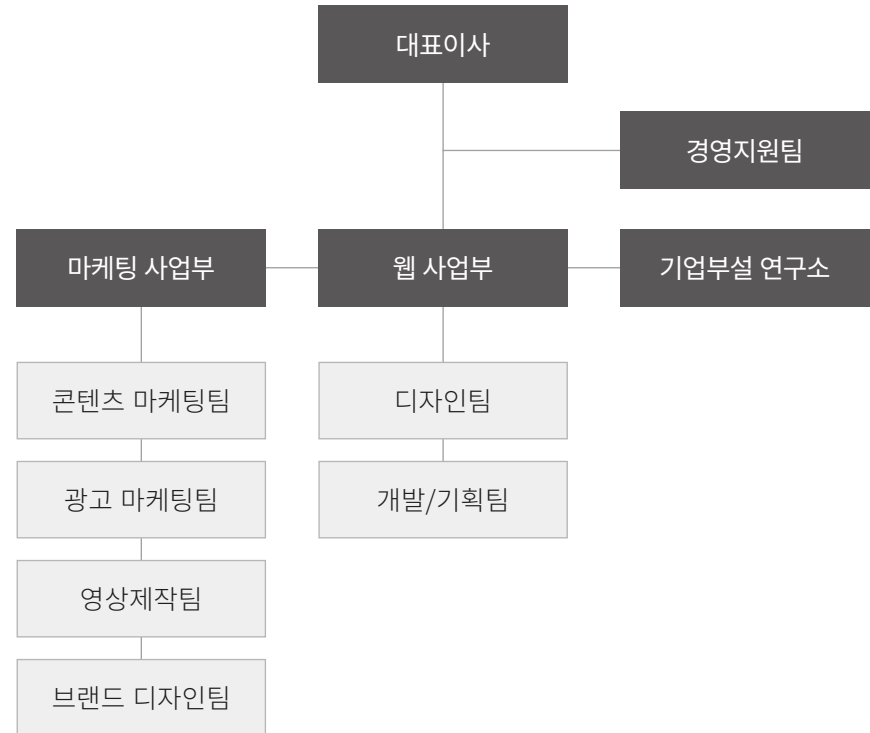 대표이사
경영지원팀
마케팅 사업부
웹 사업부
기업부설 연구소
콘텐츠 마케팅팀
디자인팀
광고 마케팅팀
개발/기획팀
영상제작팀
브랜드 디자인팀